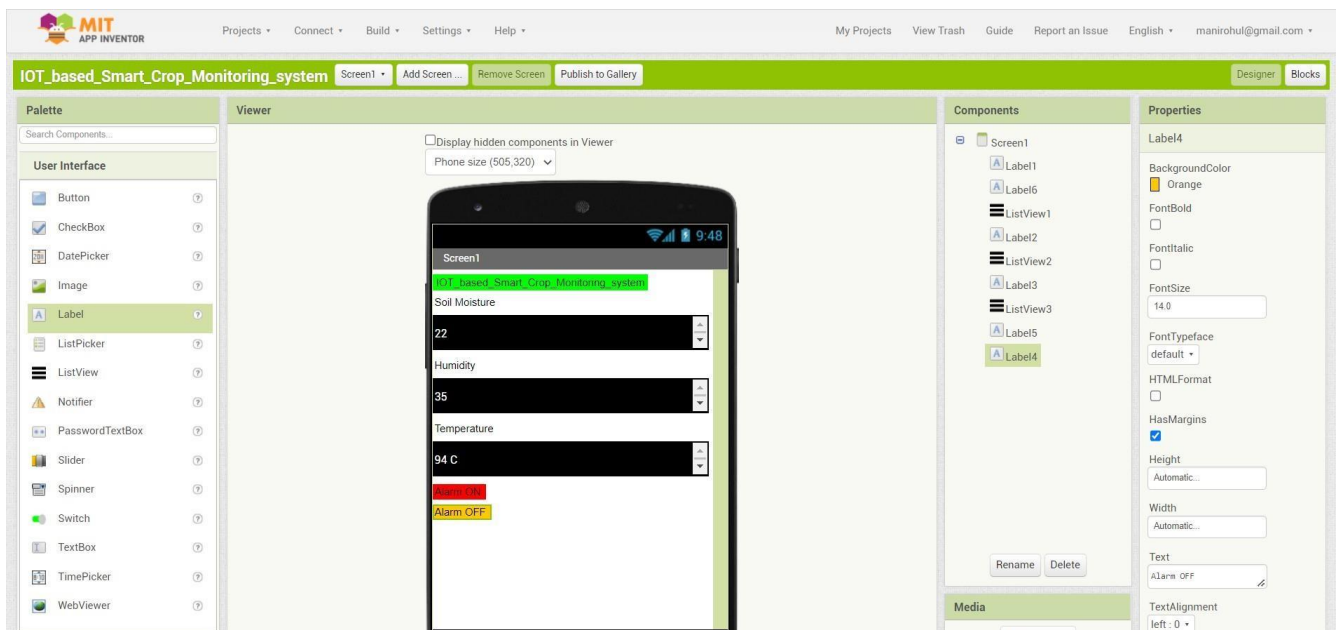 MIT
APP INVENTOR
Projects Connect Build Settings Help My Projects View Trash Guide Report an Issue English manirohul@gmail.com
IOT_based_Smart_Crop_Monitoring_system Screen1 Add Screen ... Remove Screen Publish to Gallery Designer Blocks
Palette
Search Components...
User Interface
Button
CheckBox
DatePicker
Image
Label
ListPicker
ListView
Notifier
PasswordTextBox
Slider
Spinner
Switch
TextBox
TimePicker
WebViewer
Viewer
Display hidden components in Viewer
Phone size (505,320)
9:48
Screen1
IOT_based_Smart_Crop_Monitoring_system
Soil Moisture
22
Humidity
35
Temperature
94 C
Alarm ON
Alarm OFF
Components
Screen1
Label1
Label6
ListView1
Label2
ListView2
Label3
ListView3
Label5
Label4
Rename Delete
Media
Properties
Label4
BackgroundColor
Orange
FontBold
FontItalic
FontSize
14.0
FontTypeface
default
HTMLFormat
HasMargins
Height
Automatic...
Width
Automatic...
Text
Alarm OFF
TextAlignment
left : 0